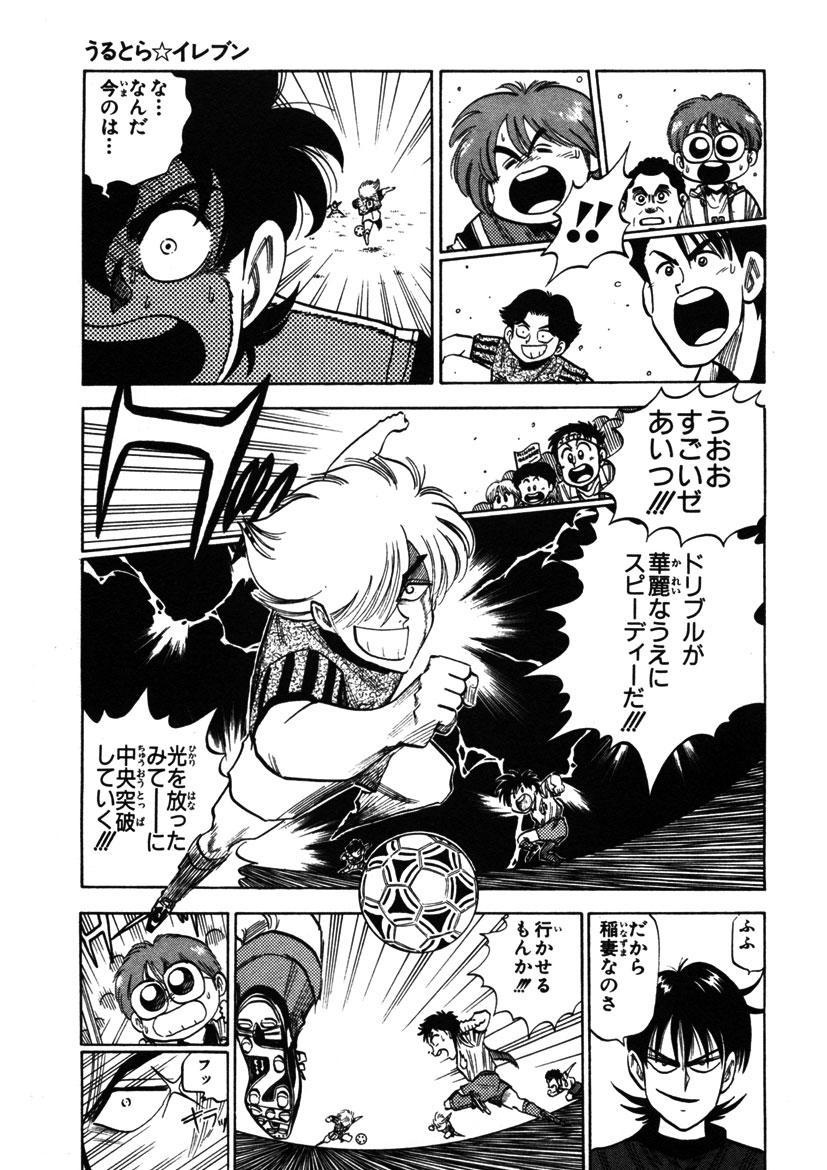 うるとら☆イレブン
!!
な…
なんだ
今のは…
うおお
すごいぜ
あいつ!!!
ドリブルが
華麗なうえに
スピーディーだ!!!
光を放った
みてーに
中央突破
していく!!!
ふふ
だから
稲妻なのさ
行かせる
もんか!!!
フッ